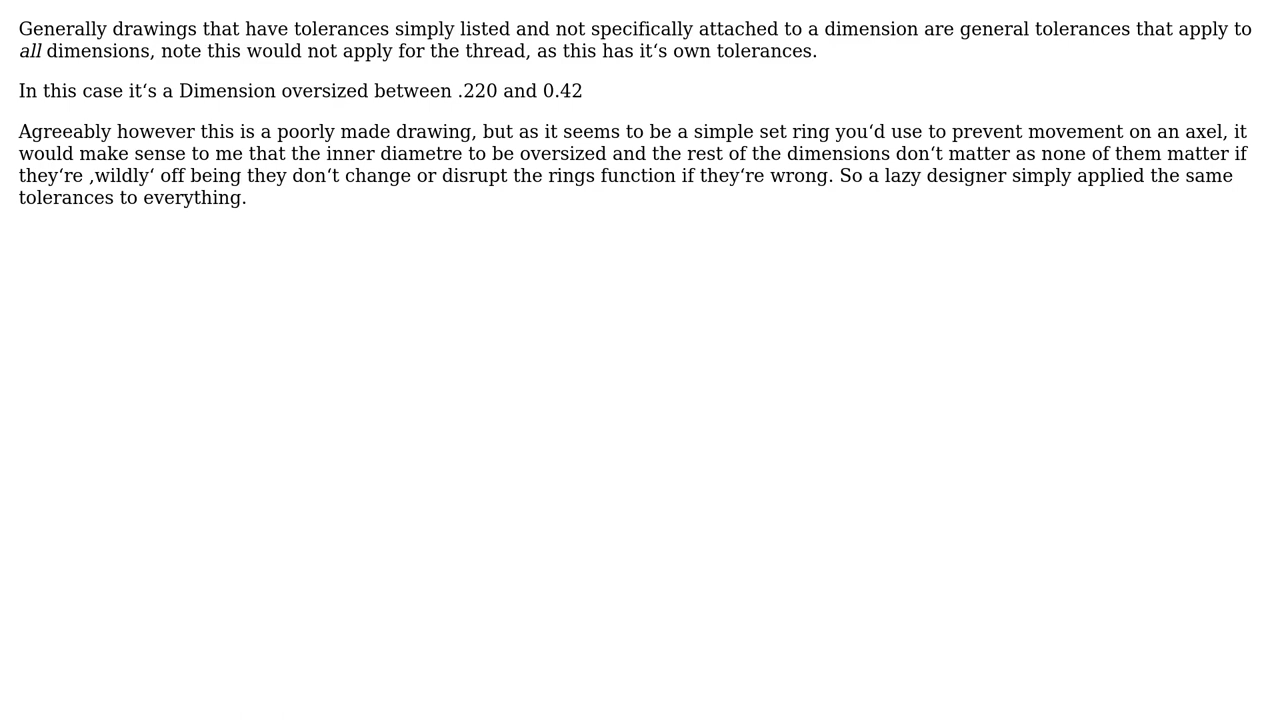 Generally drawings that have tolerances simply listed and not specifically attached to a dimension are general tolerances that apply to
all dimensions, note this would not apply for the thread, as this has it‘s own tolerances.
In this case it‘s a Dimension oversized between .220 and 0.42
Agreeably however this is a poorly made drawing, but as it seems to be a simple set ring you‘d use to prevent movement on an axel, it
would make sense to me that the inner diametre to be oversized and the rest of the dimensions don‘t matter as none of them matter if
they‘re ‚wildly‘ off being they don‘t change or disrupt the rings function if they‘re wrong. So a lazy designer simply applied the same
tolerances to everything.